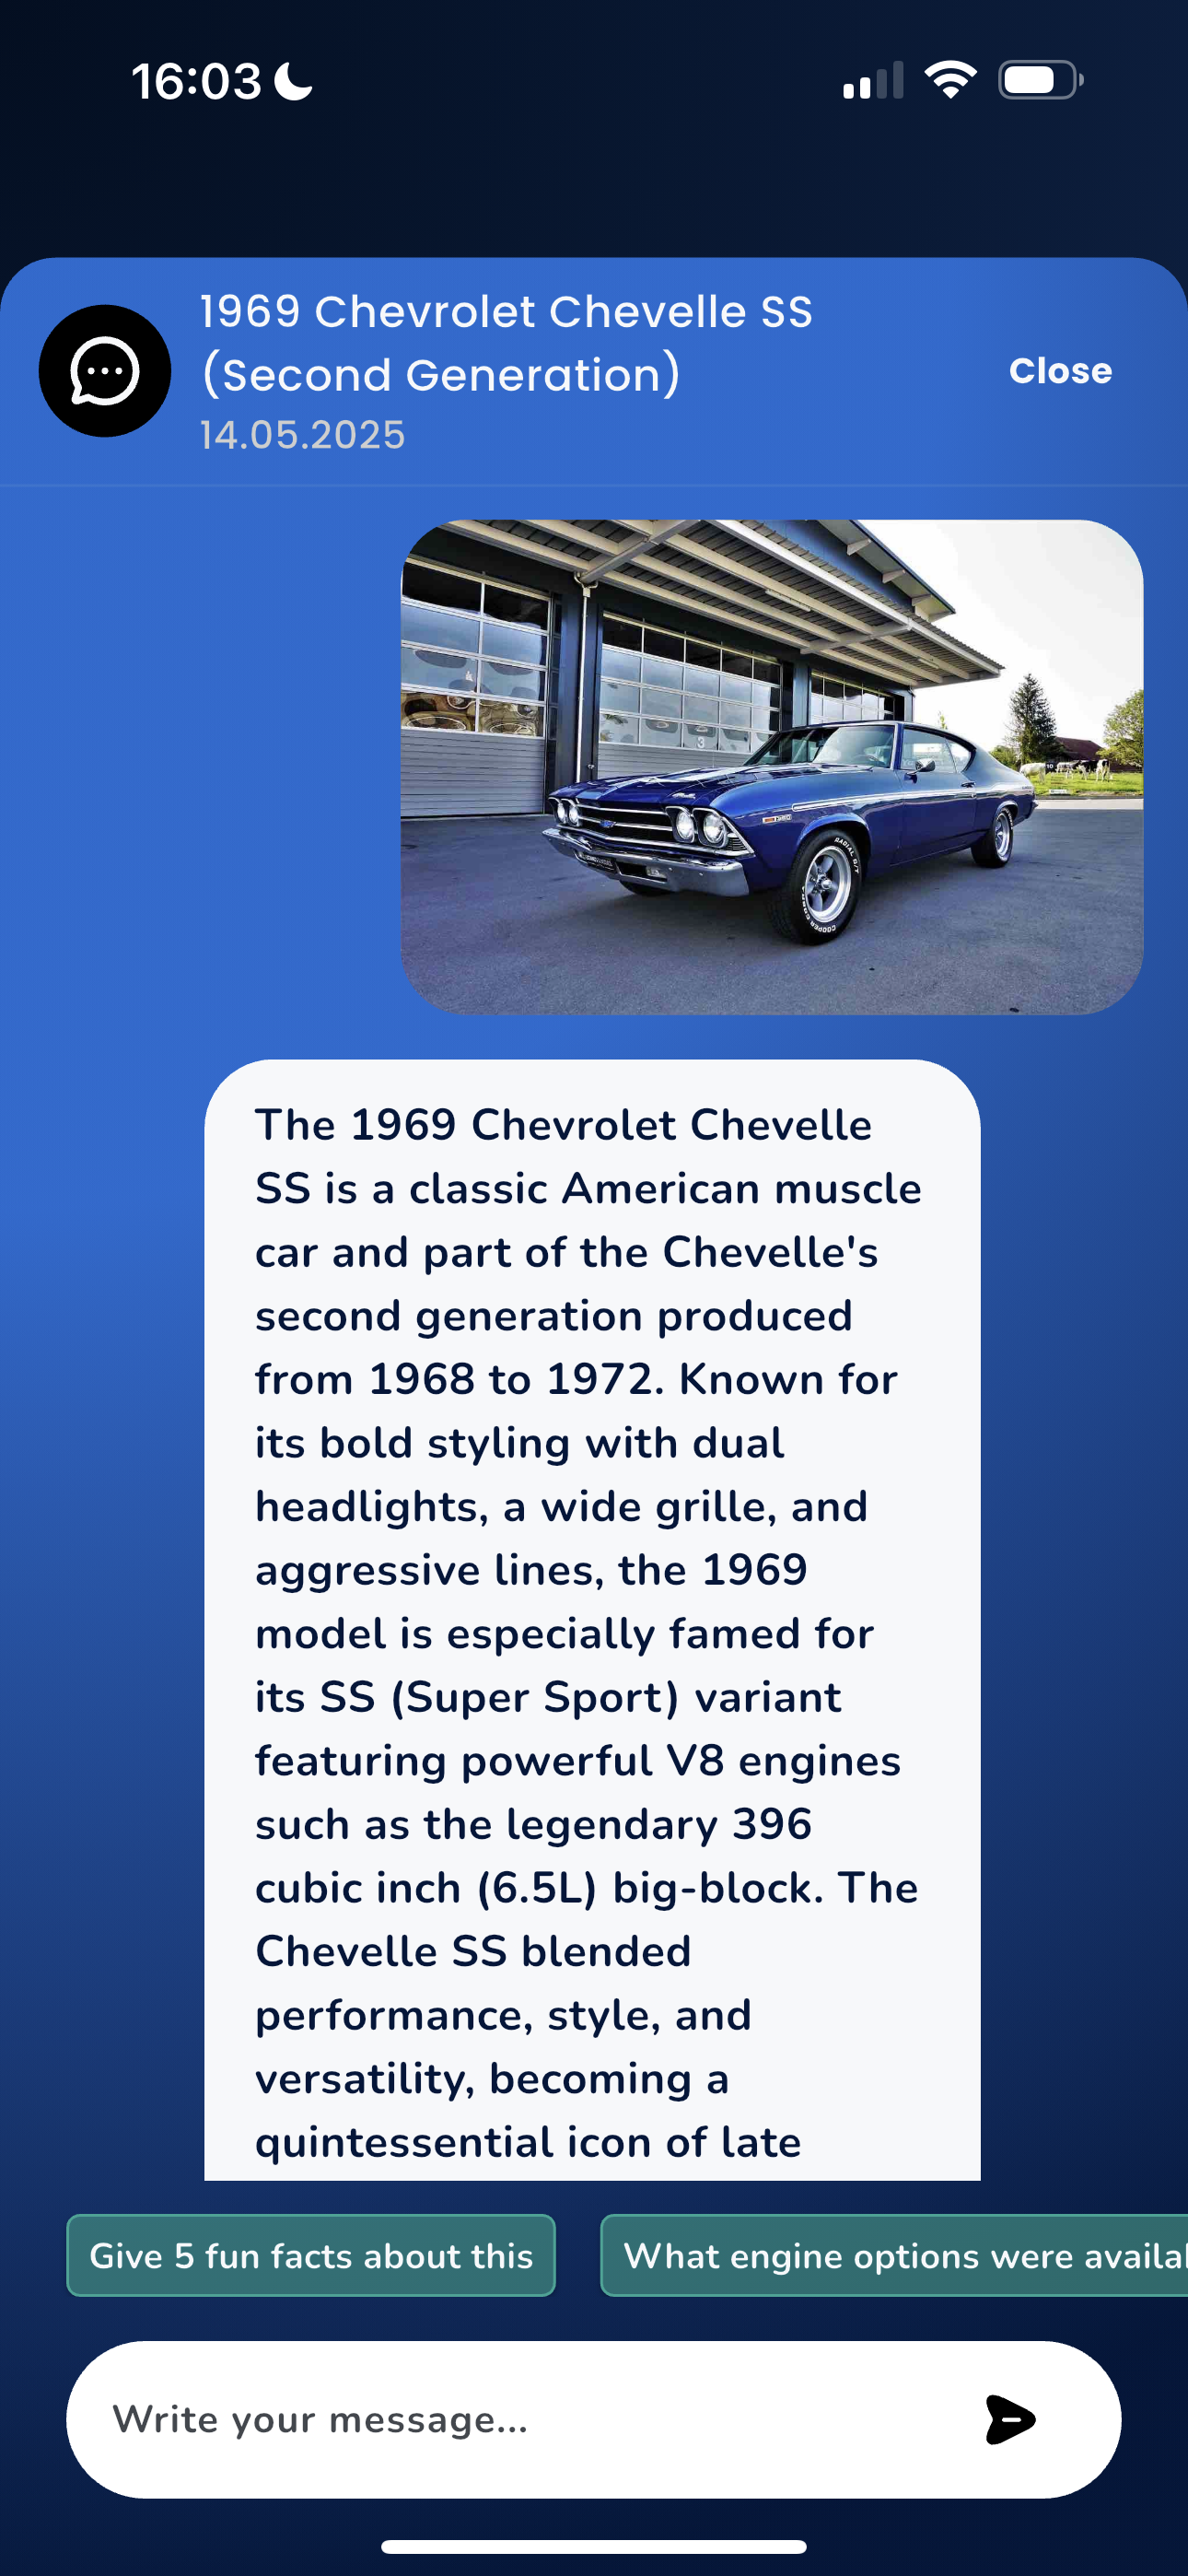 16:03
1969 Chevrolet Chevelle SS
(Second Generation)
14.05.2025
Close
3
RADIAL G/T
COOPER COBRA
The 1969 Chevrolet Chevelle
SS is a classic American muscle
car and part of the Chevelle's
second generation produced
from 1968 to 1972. Known for
its bold styling with dual
headlights, a wide grille, and
aggressive lines, the 1969
model is especially famed for
its SS (Super Sport) variant
featuring powerful V8 engines
such as the legendary 396
cubic inch (6.5L) big-block. The
Chevelle SS blended
performance, style, and
versatility, becoming a
quintessential icon of late
Give 5 fun facts about this
What engine options were availa
Write your message...